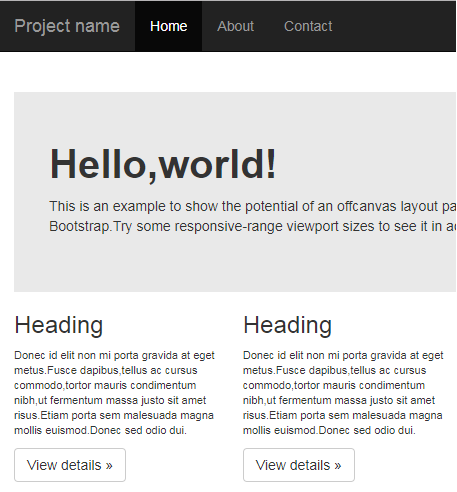 Project name Home About Contact
Hello,world!
This is an example to show the potential of an offcanvas layout pa
Bootstrap.Try some responsive-range viewport sizes to see it in
Heading
Donec id elit non mi porta gravida at eget
metus.Fusce dapibus,tellus ac cursus
commodo,tortor mauris condimentum
nibh,ut fermentum massa justo sit amet
risus.Etiam porta sem malesuada magna
mollis euismod.Donec sed odio dui.
View details »
Heading
Donec id elit non mi porta gravida at eget
metus.Fusce dapibus,tellus ac cursus
commodo,tortor mauris condimentum
nibh,ut fermentum massa justo sit amet
risus.Etiam porta sem malesuada magna
mollis euismod.Donec sed odio dui.
View details »